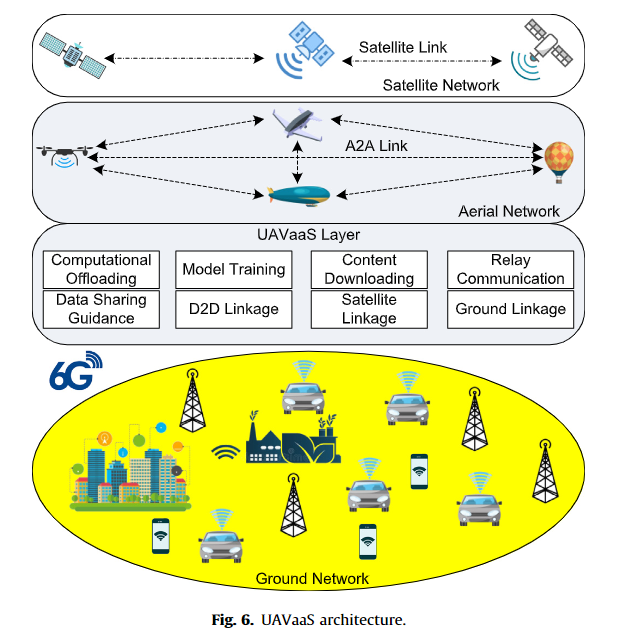 Satellite Link
Satellite Network
A2A Link
Aerial Network
UAVaaS Layer
Computational
Offloading
Model Training
Content
Downloading
Relay
Communication
Data Sharing
Guidance
D2D Linkage
Satellite
Linkage
Ground Linkage
6G
Ground Network
Fig. 6. UAVaaS architecture.